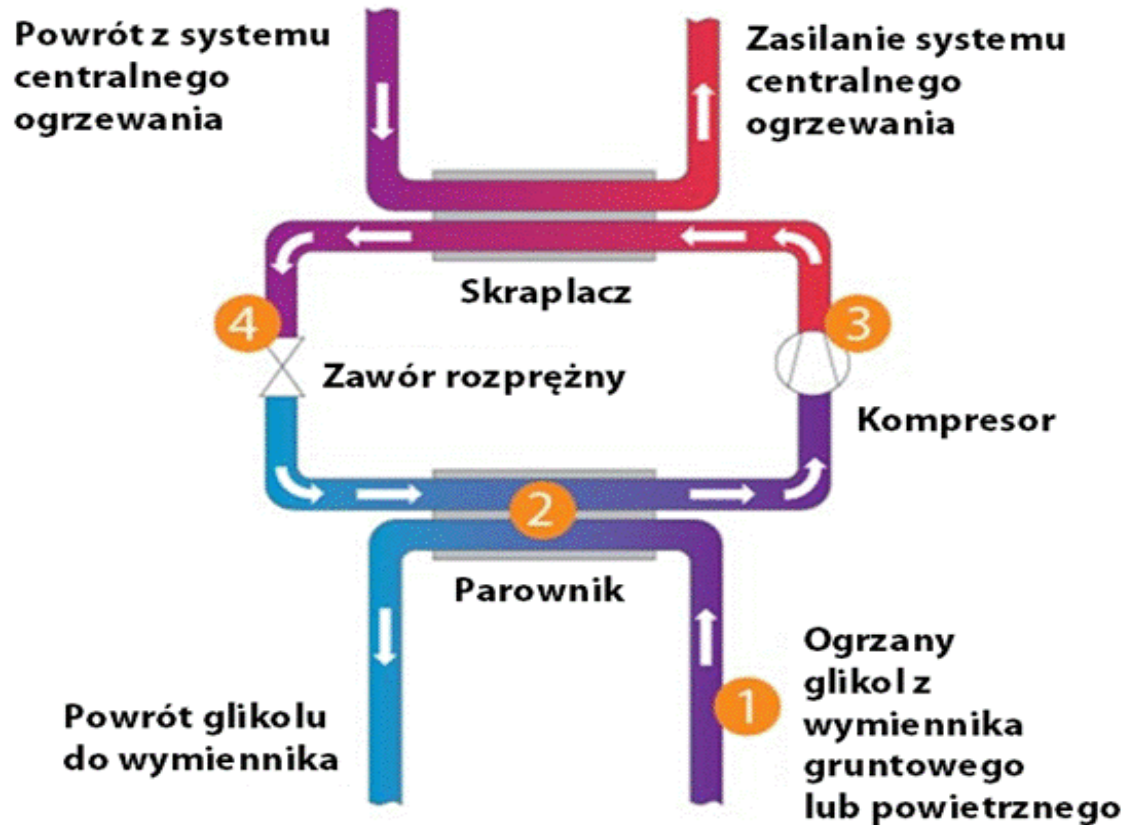 Powrót z systemu
centralnego
ogrzewania
Zasilanie systemu
centralnego
ogrzewania
Skraplacz
4
3
Zawór rozprężny
Kompresor
2
Parownik
Powrót glikolu
do wymiennika
1
Ogrzany
glikol z
wymiennika
gruntowego
lub powietrznego